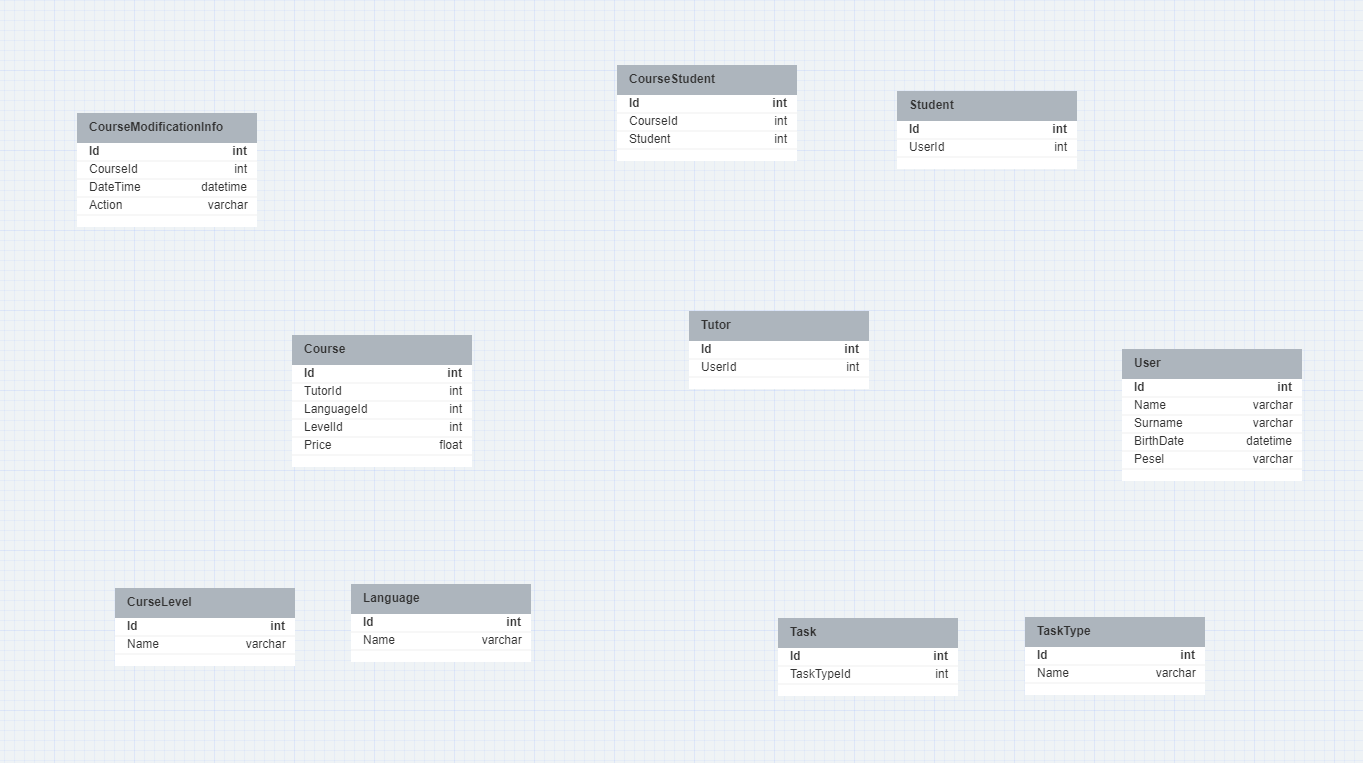 CourseModificationInfo
Id int
CourseId int
DateTime datetime
Action varchar
CourseStudent
Id int
CourseId int
Student int
Student
Id int
UserId int
Course
Id int
TutorId int
LanguageId int
LevelId int
Price float
Tutor
Id int
UserId int
User
Id int
Name varchar
Surname varchar
BirthDate datetime
Pesel varchar
CurseLevel
Id int
Name varchar
Language
Id int
Name varchar
Task
Id int
TaskTypeId int
TaskType
Id int
Name varchar